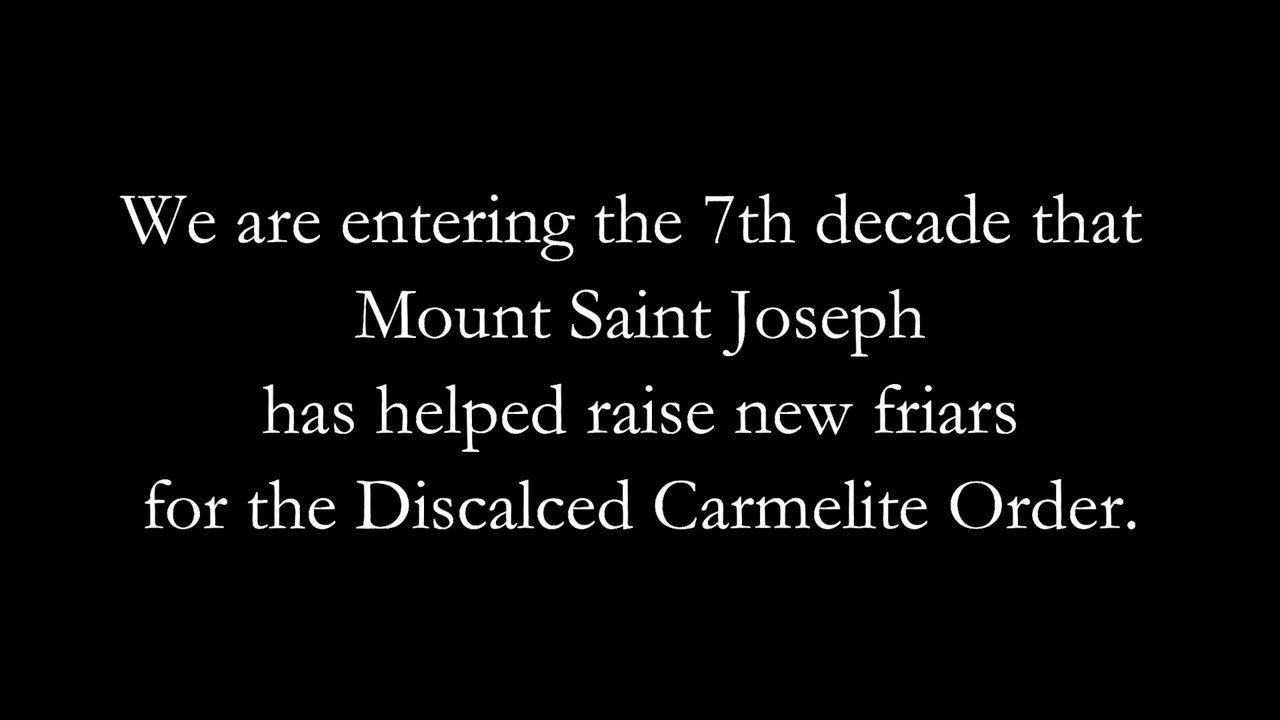 We are entering the 7th decade that
Mount Saint Joseph
has helped raise new friars
for the Discalced Carmelite Order.